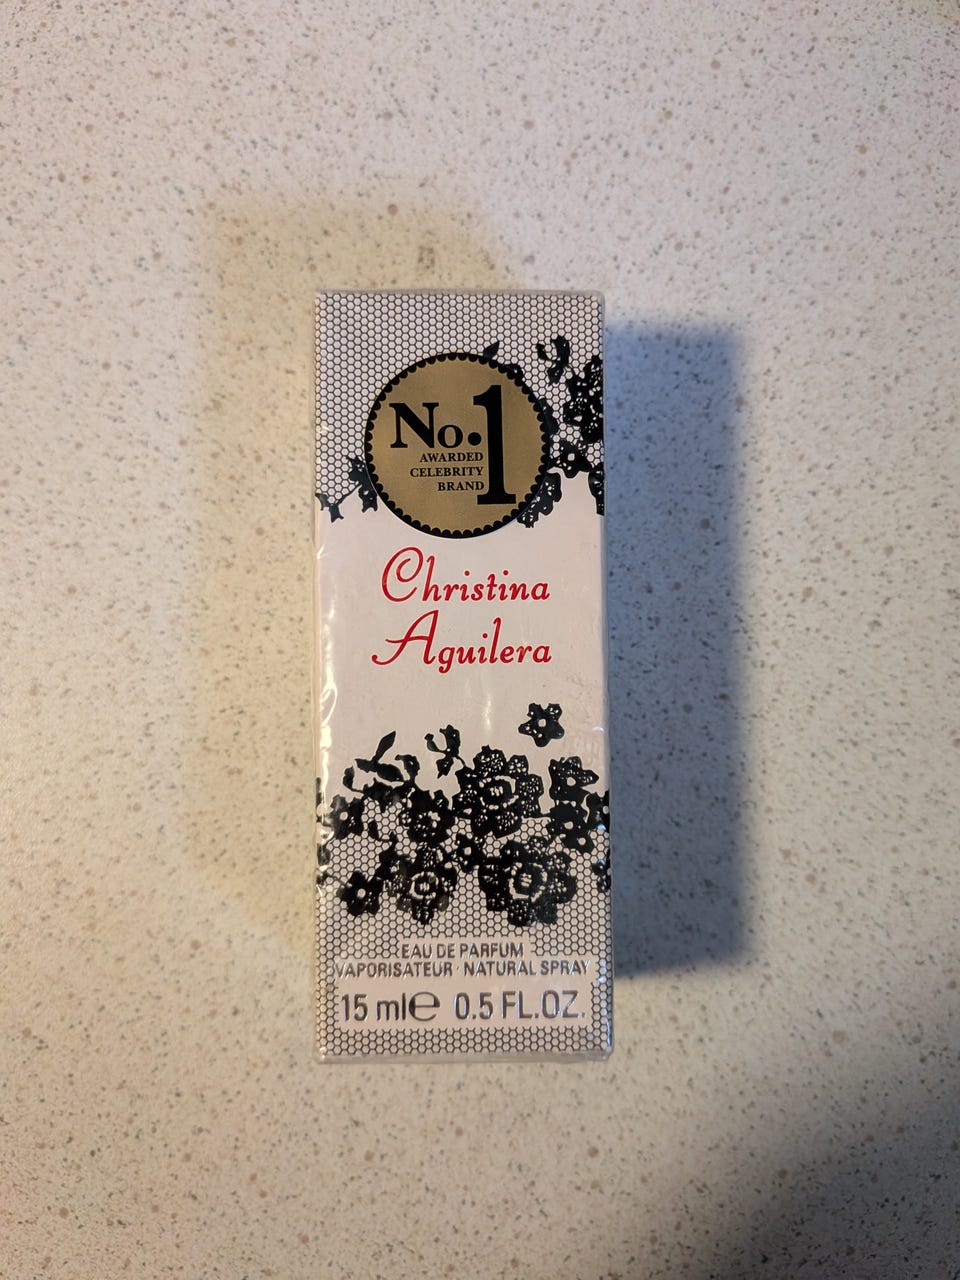 No.1
AWARDED
CELEBRITY
BRAND
Christina
Aguilera
EAU DE PARFUM
VAPORISATEUR · NATURAL SPRAY
15 ml℮ 0.5 FL.OZ.